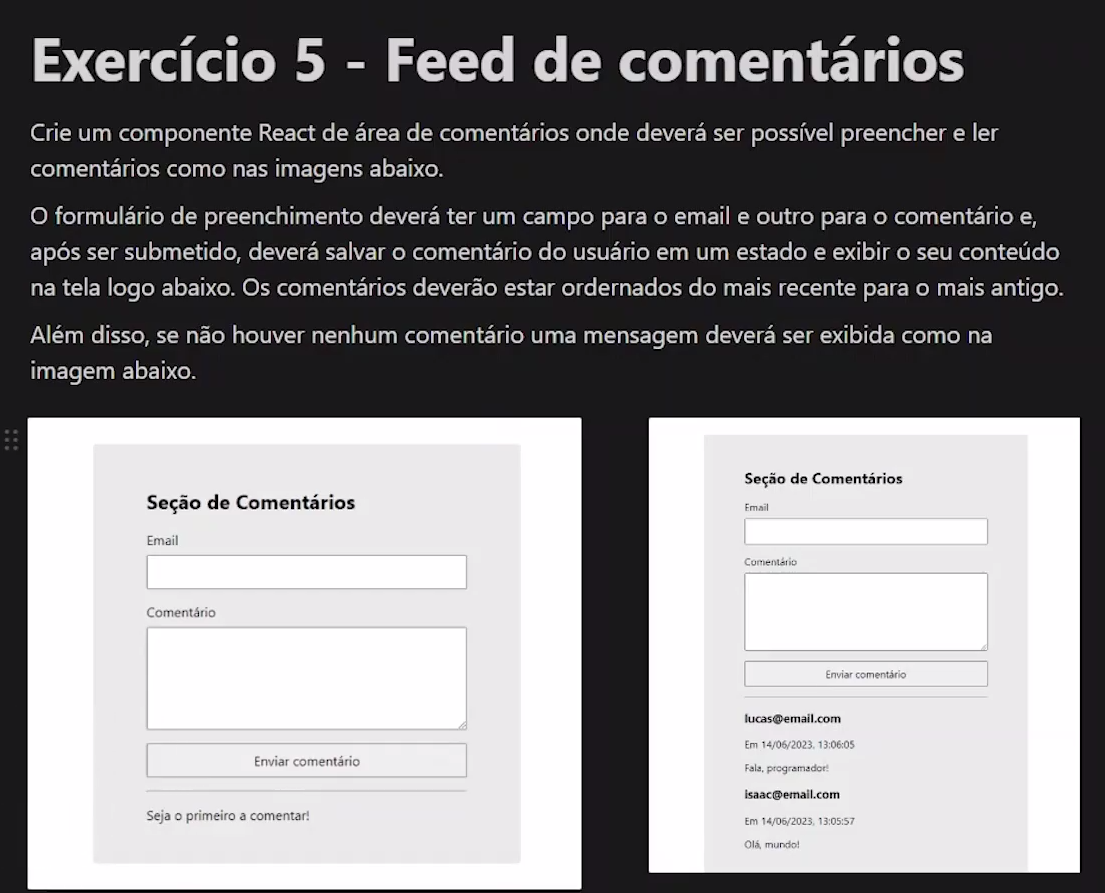 Exercício 5 - Feed de comentários
Crie um componente React de área de comentários onde deverá ser possível preencher e ler
comentários como nas imagens abaixo.
O formulário de preenchimento deverá ter um campo para o email e outro para o comentário e,
após ser submetido, deverá salvar o comentário do usuário em um estado e exibir o seu conteúdo
na tela logo abaixo. Os comentários deverão estar ordernados do mais recente para o mais antigo.
Além disso, se não houver nenhum comentário uma mensagem deverá ser exibida como na
imagem abaixo.
Seção de Comentários
Email
Comentário
Enviar comentário
Seja o primeiro a comentar!
Seção de Comentários
Email
Comentário
Enviar comentário
lucas@email.com
Em 14/06/2023, 13:06:05
Fala, programador!
isaac@email.com
Em 14/06/2023, 13:05:57
Olá, mundo!